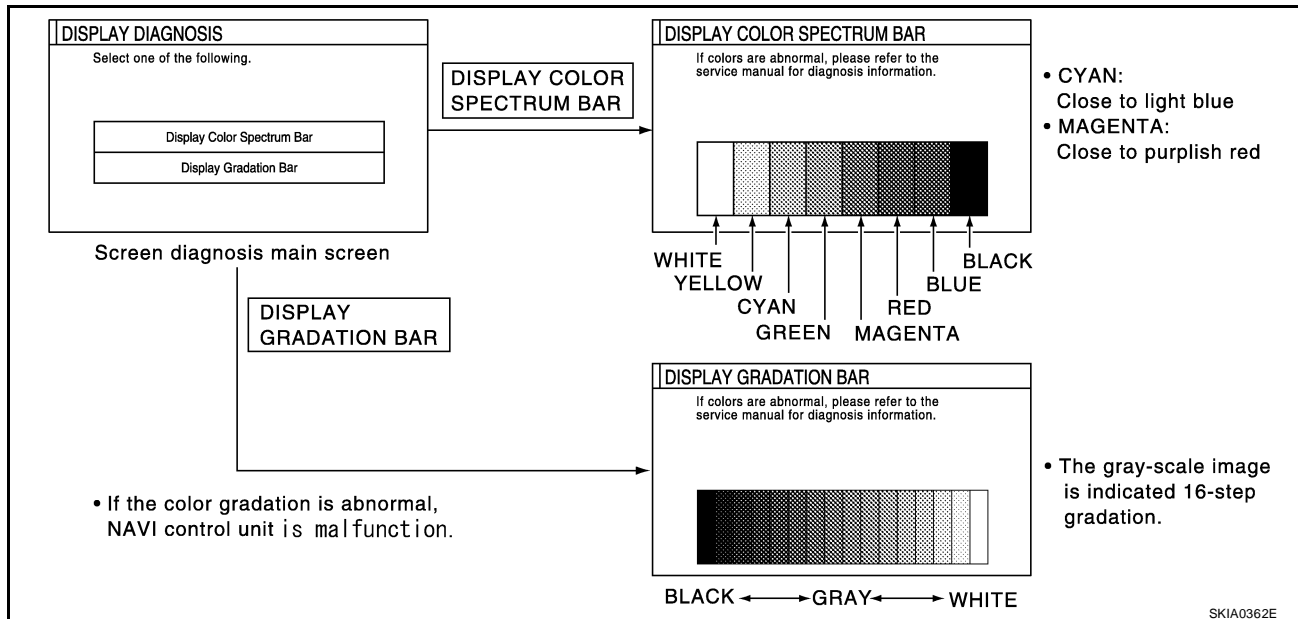 DISPLAY DIAGNOSIS
Select one of the following.
Display Color Spectrum Bar
Display Gradation Bar
Screen diagnosis main screen
DISPLAY COLOR
SPECTRUM BAR
DISPLAY COLOR SPECTRUM BAR
If colors are abnormal, please refer to the
service manual for diagnosis information.
WHITE
YELLOW
CYAN
GREEN
MAGENTA
RED
BLUE
BLACK
• CYAN:
Close to light blue
• MAGENTA:
Close to purplish red
DISPLAY
GRADATION BAR
• If the color gradation is abnormal,
NAVI control unit is malfunction.
DISPLAY GRADATION BAR
If colors are abnormal, please refer to the
service manual for diagnosis information.
BLACK GRAY WHITE
• The gray-scale image
is indicated 16-step
gradation.
SKIA0362E